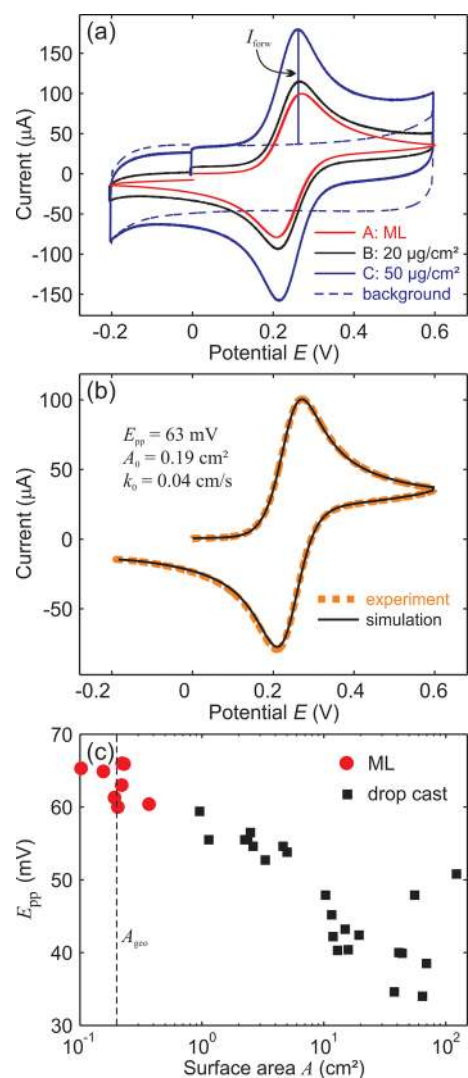 (a)
I_forw
Current (µA)
150
100
50
0
-50
-100
-150
A: ML
B: 20 µg/cm²
C: 50 µg/cm²
background
-0.2 0 0.2 0.4 0.6
Potential E (V)
(b)
E_pp = 63 mV
A_0 = 0.19 cm²
k_0 = 0.04 cm/s
Current (µA)
100
50
0
-50
experiment
simulation
-0.2 0 0.2 0.4 0.6
Potential E (V)
(c)
ML
drop cast
E_pp (mV)
70
60
50
40
30
A_geo
10⁻¹ 10⁰ 10¹ 10²
Surface area A (cm²)